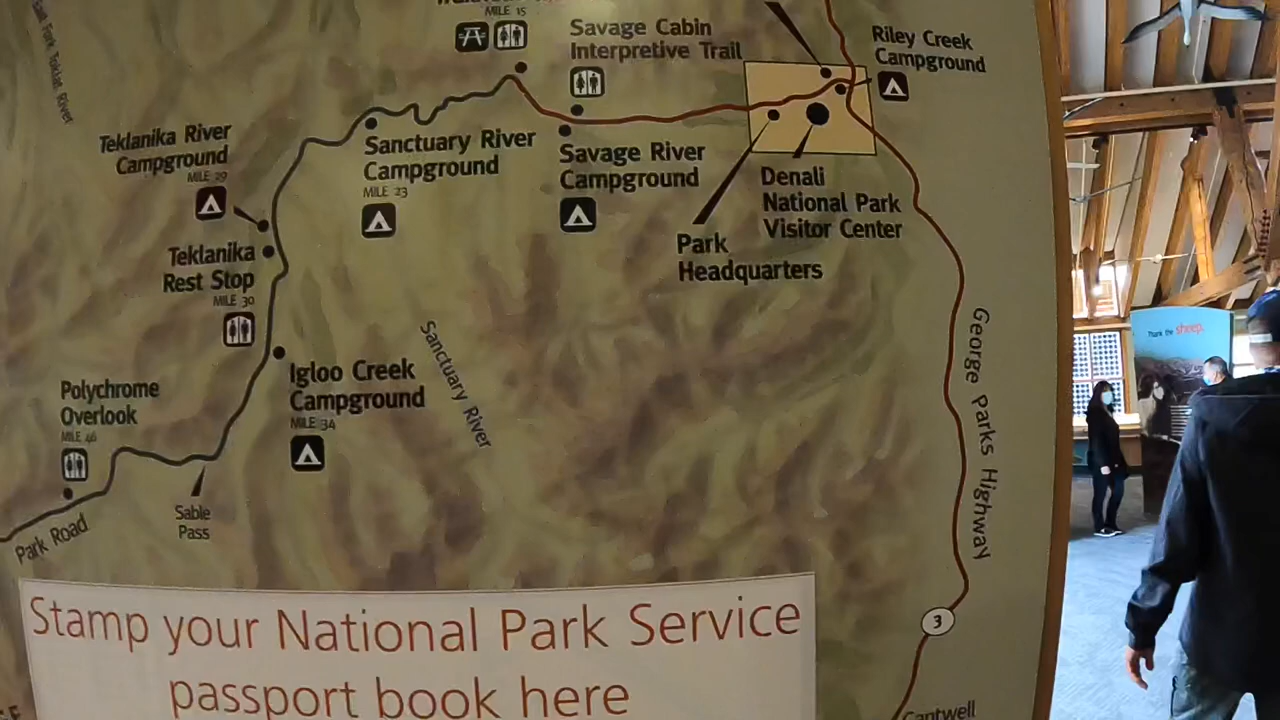 MILE 15
Savage Cabin
Interpretive Trail
Riley Creek
Campground
Teklanika River
Campground
MILE 29
Sanctuary River
Campground
MILE 23
Savage River
Campground
Denali
National Park
Visitor Center
Park
Headquarters
Teklanika
Rest Stop
MILE 30
Igloo Creek
Campground
MILE 34
Sanctuary River
Polychrome
Overlook
MILE 46
Sable
Pass
Park Road
George Parks Highway
3
Cantwell
Thank the sheep.
Stamp your National Park Service
passport book here